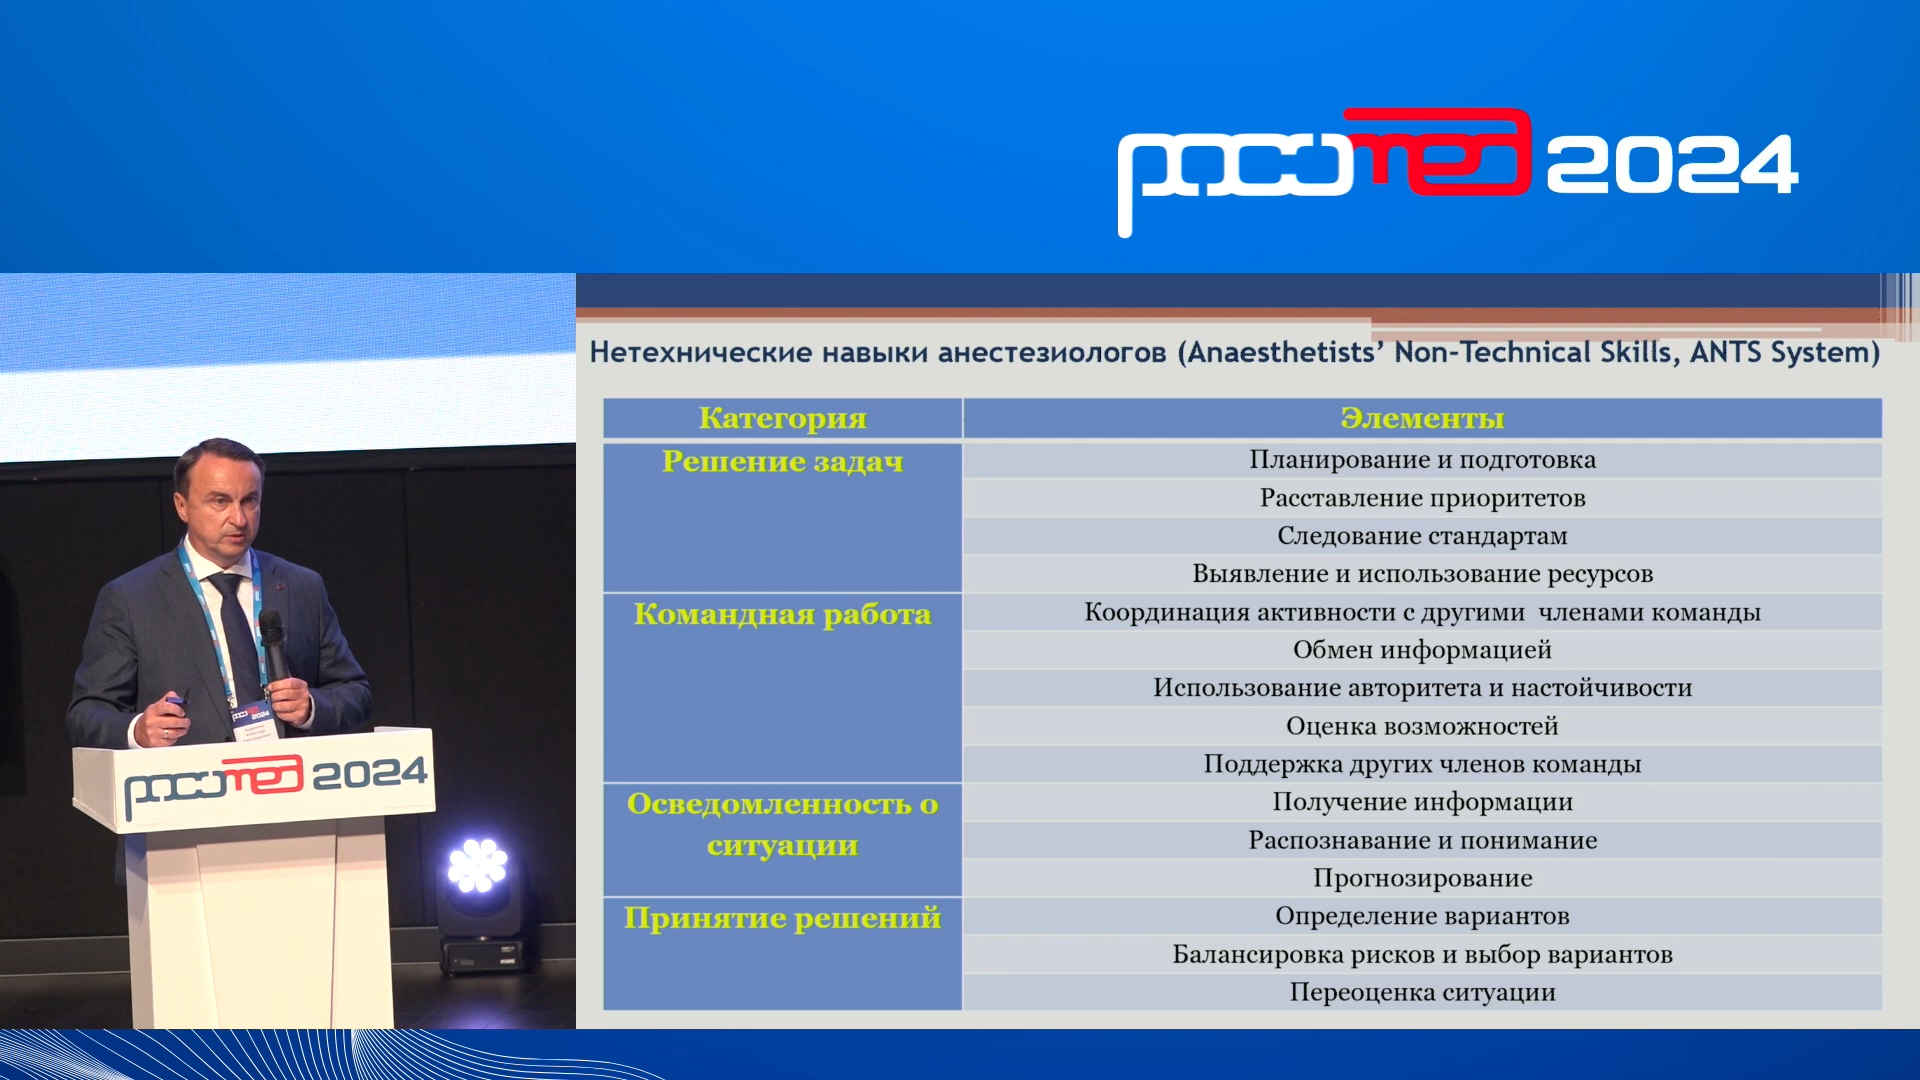 росомед 2024
Нетехнические навыки анестезиологов (Anaesthetists’ Non-Technical Skills, ANTS System)
Категория Элементы
Решение задач
Планирование и подготовка
Расставление приоритетов
Следование стандартам
Выявление и использование ресурсов
Командная работа
Координация активности с другими членами команды
Обмен информацией
Использование авторитета и настойчивости
Оценка возможностей
Поддержка других членов команды
Осведомленность о
ситуации
Получение информации
Распознавание и понимание
Прогнозирование
Принятие решений
Определение вариантов
Балансировка рисков и выбор вариантов
Переоценка ситуации
росомед 2024